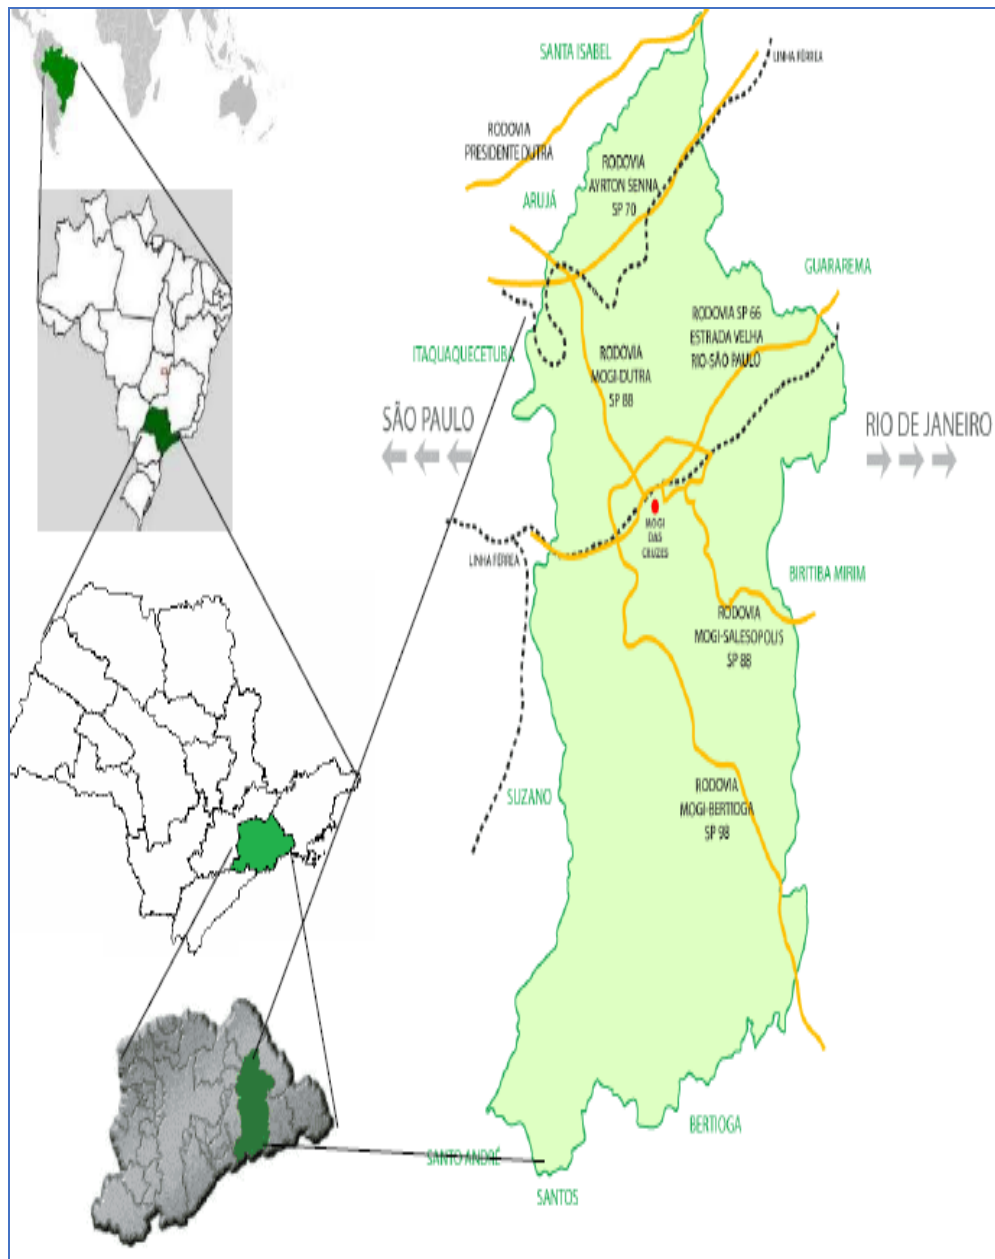 SANTA ISABEL
LINHA FÉRREA
RODOVIA
PRESIDENTE DUTRA
RODOVIA
AYRTON SENNA
SP 70
ARUJÁ
GUARAREMA
RODOVIA SP 66
ESTRADA VELHA
RIO-SÃO PAULO
ITAQUAQUECETUBA
RODOVIA
MOGI-DUTRA
SP 88
SÃO PAULO
RIO DE JANEIRO
MOGI
DAS
CRUZES
LINHA FÉRREA
BIRITIBA MIRIM
RODOVIA
MOGI-SALESOPOLIS
SP 88
SUZANO
RODOVIA
MOGI-BERTIOGA
SP 98
BERTIOGA
SANTO ANDRÉ
SANTOS